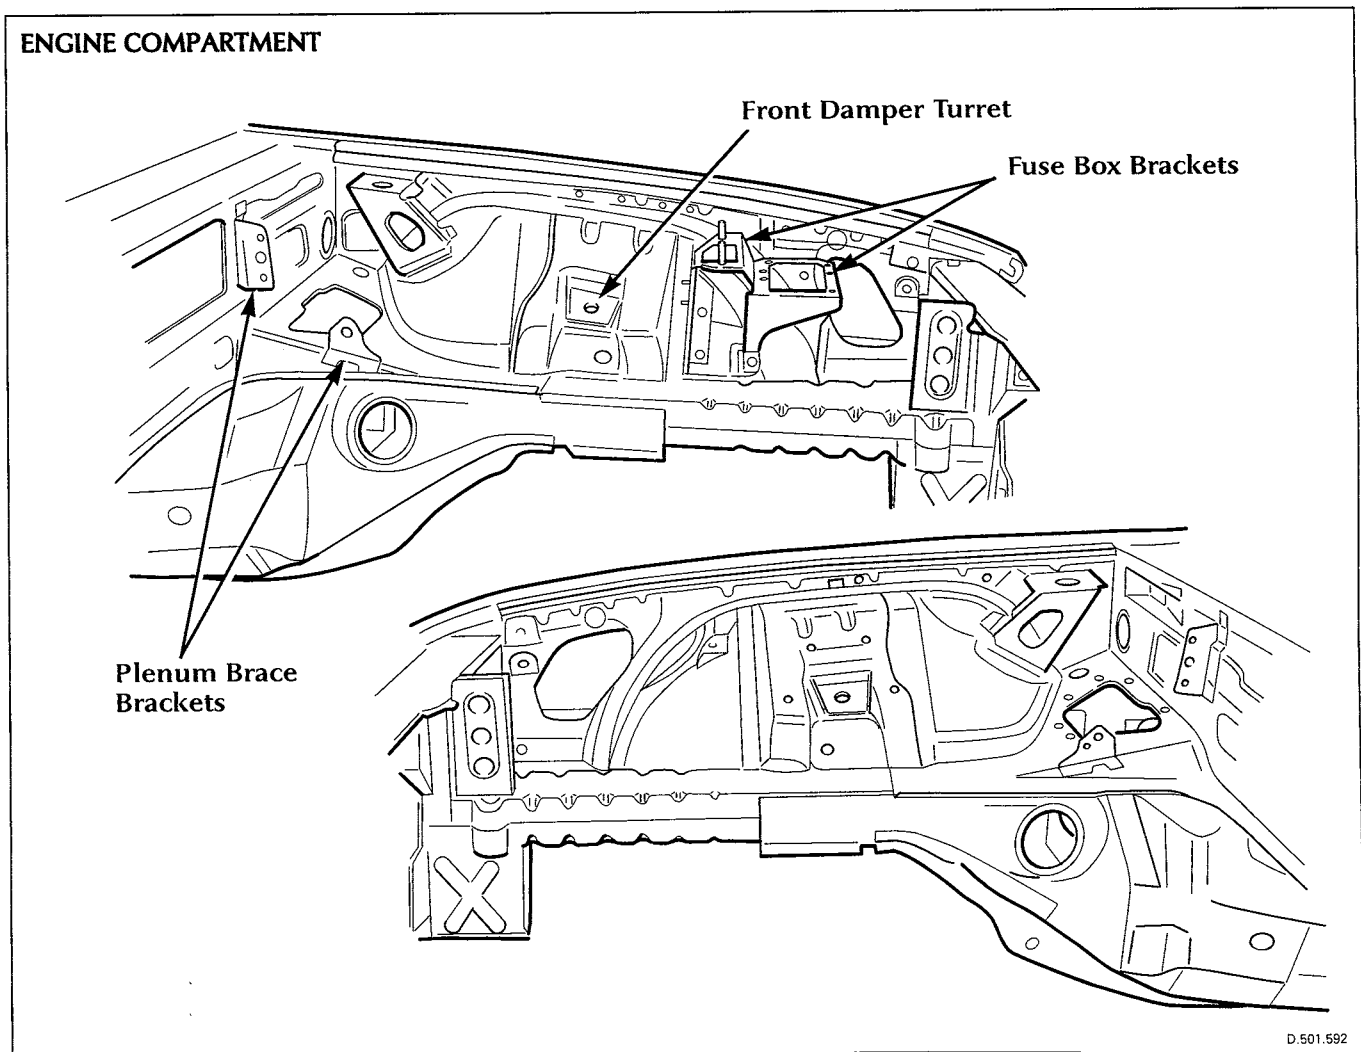 ENGINE COMPARTMENT
Front Damper Turret
Fuse Box Brackets
Plenum Brace
Brackets
D.501.592